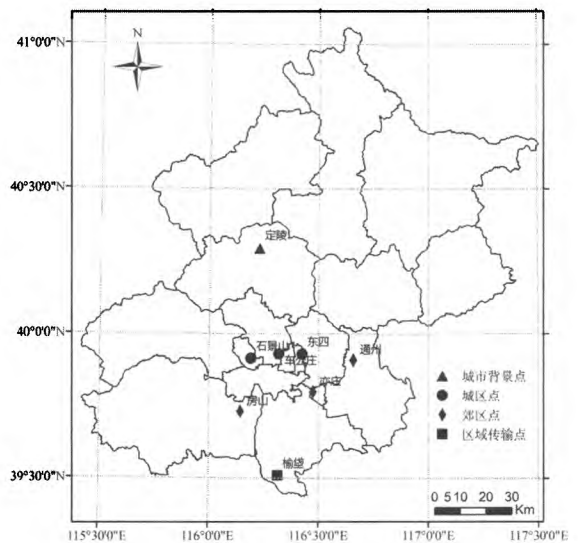 N
41°0'0"N
40°30'0"N
定陵
40°0'0"N
石景山
东四
车公庄
通州
亦庄
房山
榆垡
39°30'0"N
城市背景点
城区点
郊区点
区域传输点
0 5 10 20 30
Km
115°30'0"E
116°0'0"E
116°30'0"E
117°0'0"E
117°30'0"E